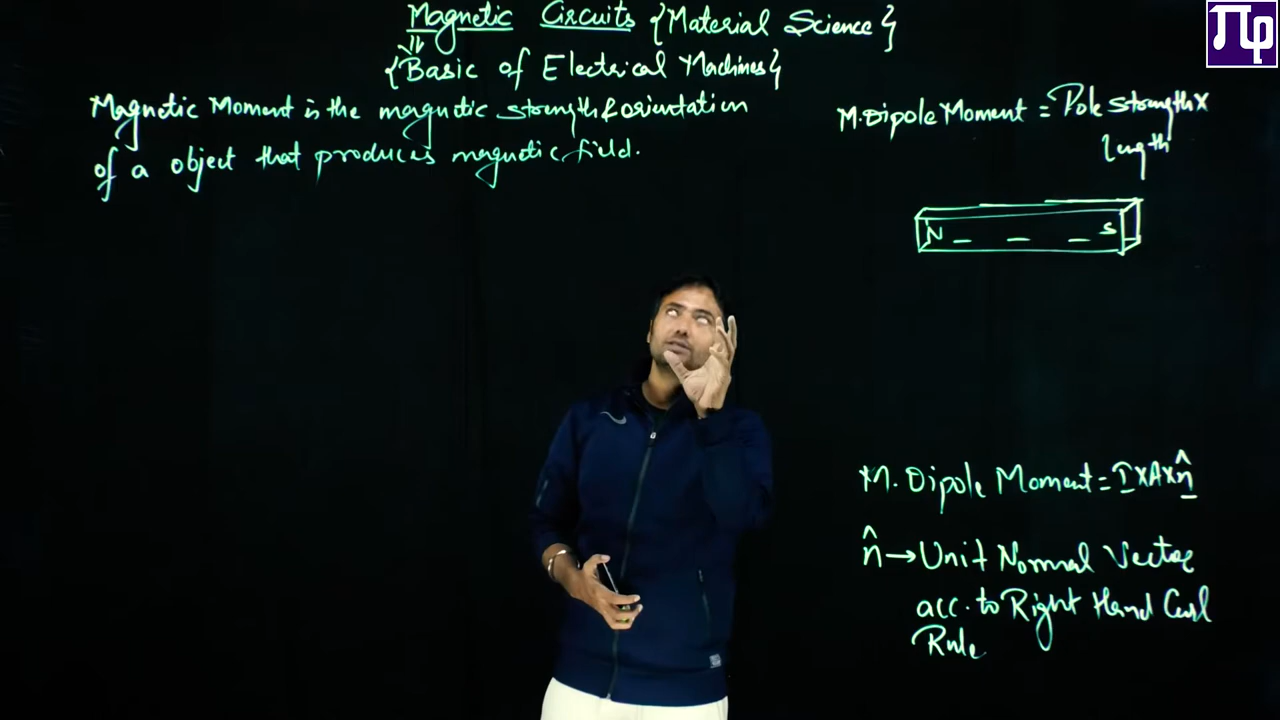 Magnetic Circuits {Material Science}
{Basic of Electrical Machines}
Magnetic Moment is the magnetic strength & orientation
of a object that produces magnetic field.
M. Dipole Moment = Pole Strength x
length
N S
M. Dipole Moment = I x A x n̂
n̂ → Unit Normal Vector
acc. to Right Hand Curl
Rule
πφ